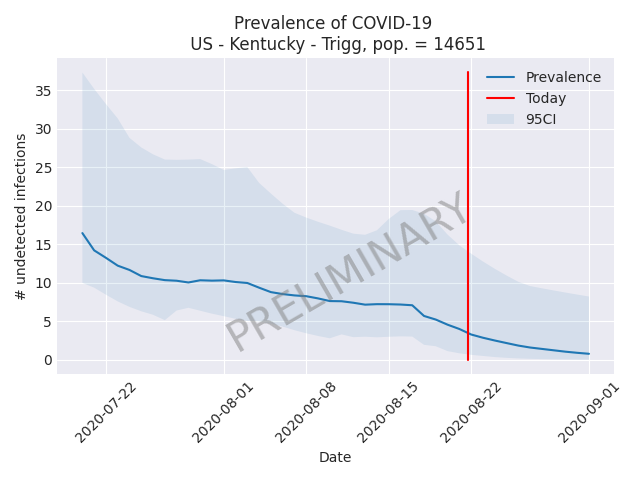 Prevalence of COVID-19
US - Kentucky - Trigg, pop. = 14651
# undetected infections
35
30
25
20
15
10
5
0
Prevalence
Today
95CI
PRELIMINARY
2020-07-22
2020-08-01
2020-08-08
2020-08-15
2020-08-22
2020-09-01
Date